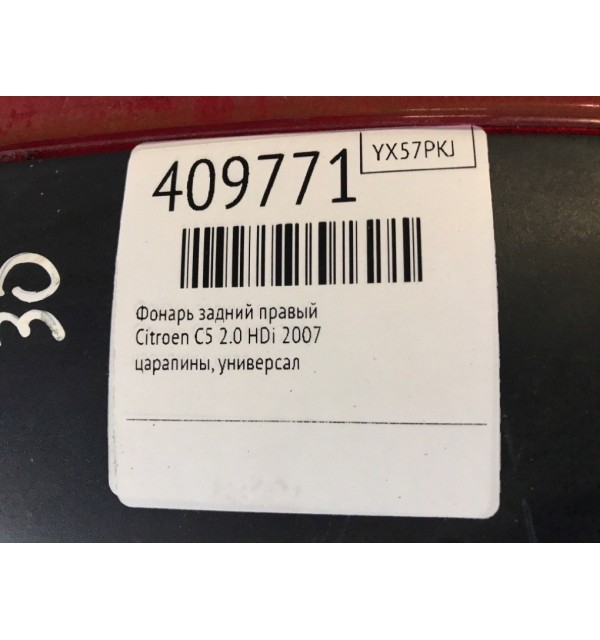 409771
YX57PKJ
Фонарь задний правый
Citroen C5 2.0 HDi 2007
царапины, универсал